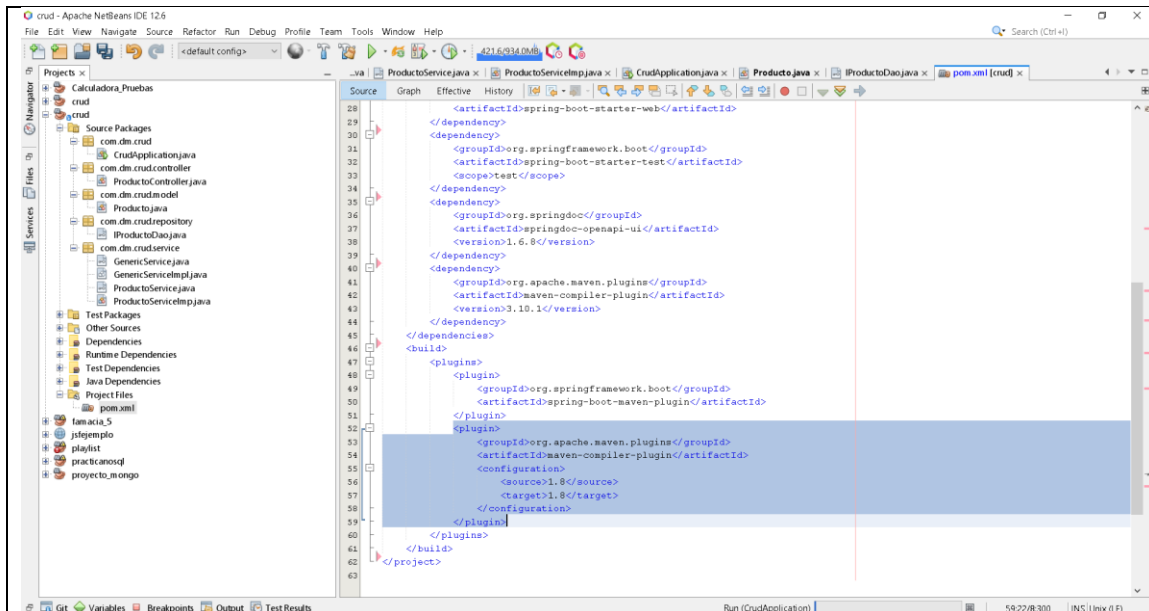 crud - Apache NetBeans IDE 12.6
File Edit View Navigate Source Refactor Run Debug Profile Team Tools Window Help
Search (Ctrl+I)
<default config>
421.6/934.0MB
Projects
...va ProductoService.java ProductoServiceImp.java CrudApplication.java Producto.java IProductoDao.java pom.xml [crud]
Source Graph Effective History
Navigator
Files
Services
Calculadora_Pruebas
crud
crud
Source Packages
com.dm.crud
CrudApplication.java
com.dm.crud.controller
ProductoController.java
com.dm.crud.model
Producto.java
com.dm.crud.repository
IProductoDao.java
com.dm.crud.service
GenericService.java
GenericServiceImpl.java
ProductoService.java
ProductoServiceImp.java
Test Packages
Other Sources
Dependencies
Runtime Dependencies
Test Dependencies
Java Dependencies
Project Files
pom.xml
famacia_5
jsfejemplo
playlist
practicanosql
proyecto_mongo
28 <artifactId>spring-boot-starter-web</artifactId>
29 </dependency>
30 <dependency>
31 <groupId>org.springframework.boot</groupId>
32 <artifactId>spring-boot-starter-test</artifactId>
33 <scope>test</scope>
34 </dependency>
35 <dependency>
36 <groupId>org.springdoc</groupId>
37 <artifactId>springdoc-openapi-ui</artifactId>
38 <version>1.6.8</version>
39 </dependency>
40 <dependency>
41 <groupId>org.apache.maven.plugins</groupId>
42 <artifactId>maven-compiler-plugin</artifactId>
43 <version>3.10.1</version>
44 </dependency>
45 </dependencies>
46 <build>
47 <plugins>
48 <plugin>
49 <groupId>org.springframework.boot</groupId>
50 <artifactId>spring-boot-maven-plugin</artifactId>
51 </plugin>
52 <plugin>
53 <groupId>org.apache.maven.plugins</groupId>
54 <artifactId>maven-compiler-plugin</artifactId>
55 <configuration>
56 <source>1.8</source>
57 <target>1.8</target>
58 </configuration>
59 </plugin>
60 </plugins>
61 </build>
62 </project>
63
Git Variables Breakpoints Output Test Results
Run (CrudApplication)
59:22/8:300 INS Unix (LF)